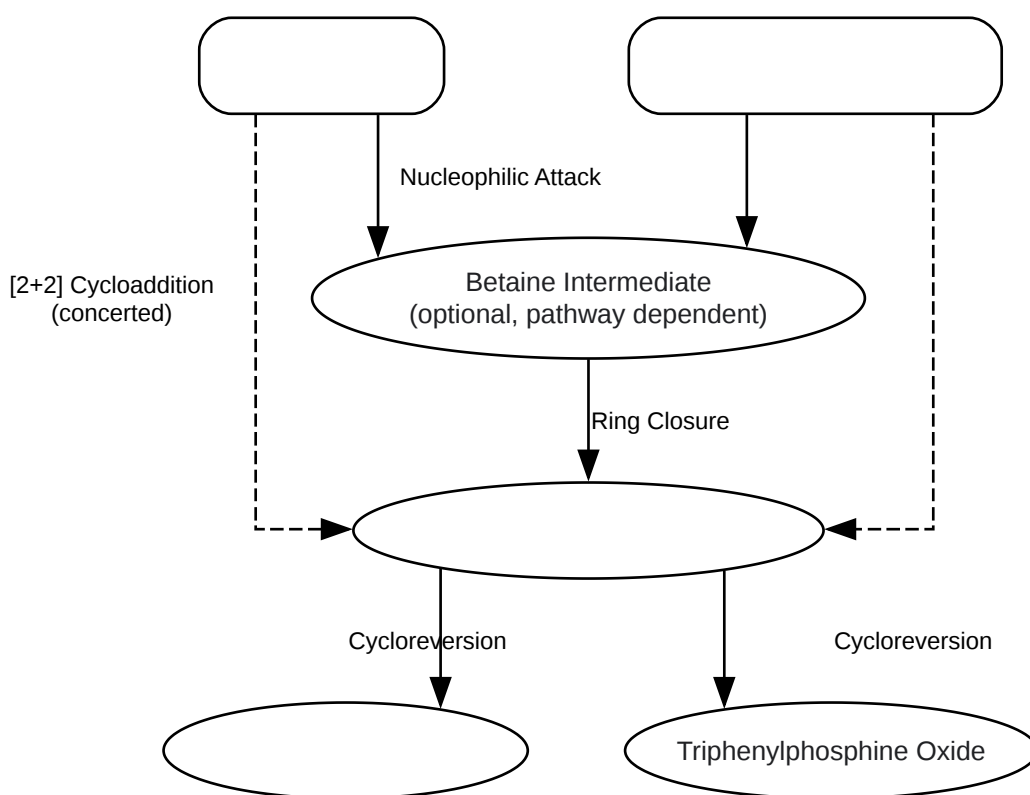 Nucleophilic Attack
[2+2] Cycloaddition
(concerted)
Betaine Intermediate
(optional, pathway dependent)
Ring Closure
Cycloreversion
Cycloreversion
Triphenylphosphine Oxide